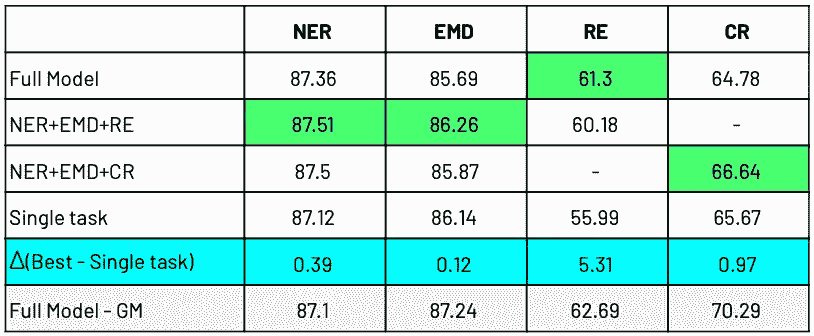 NER EMD RE CR
Full Model 87.36 85.69 61.3 64.78
NER+EMD+RE 87.51 86.26 60.18 -
NER+EMD+CR 87.5 85.87 - 66.64
Single task 87.12 86.14 55.99 65.67
Δ(Best - Single task) 0.39 0.12 5.31 0.97
Full Model - GM 87.1 87.24 62.69 70.29